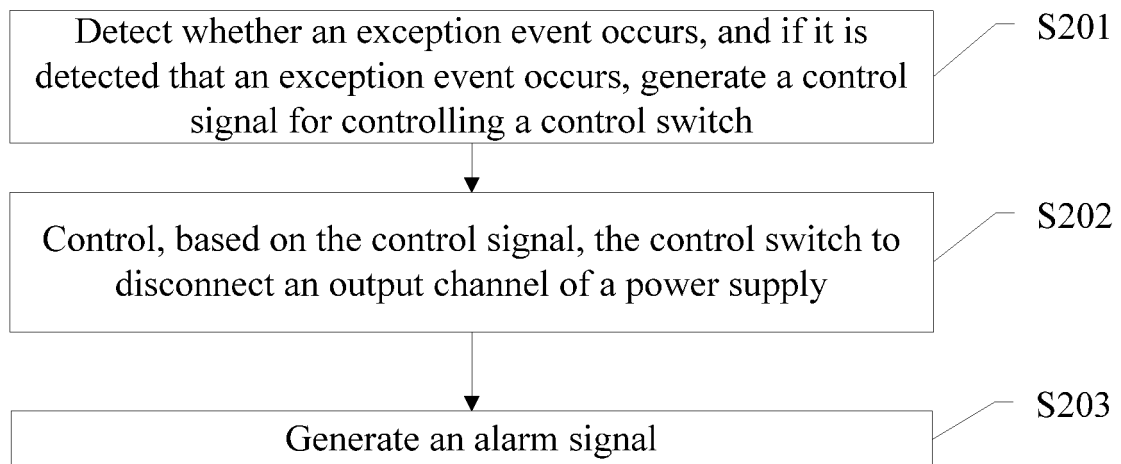 Detect whether an exception event occurs, and if it is
detected that an exception event occurs, generate a control
signal for controlling a control switch
S201
Control, based on the control signal, the control switch to
disconnect an output channel of a power supply
S202
Generate an alarm signal
S203